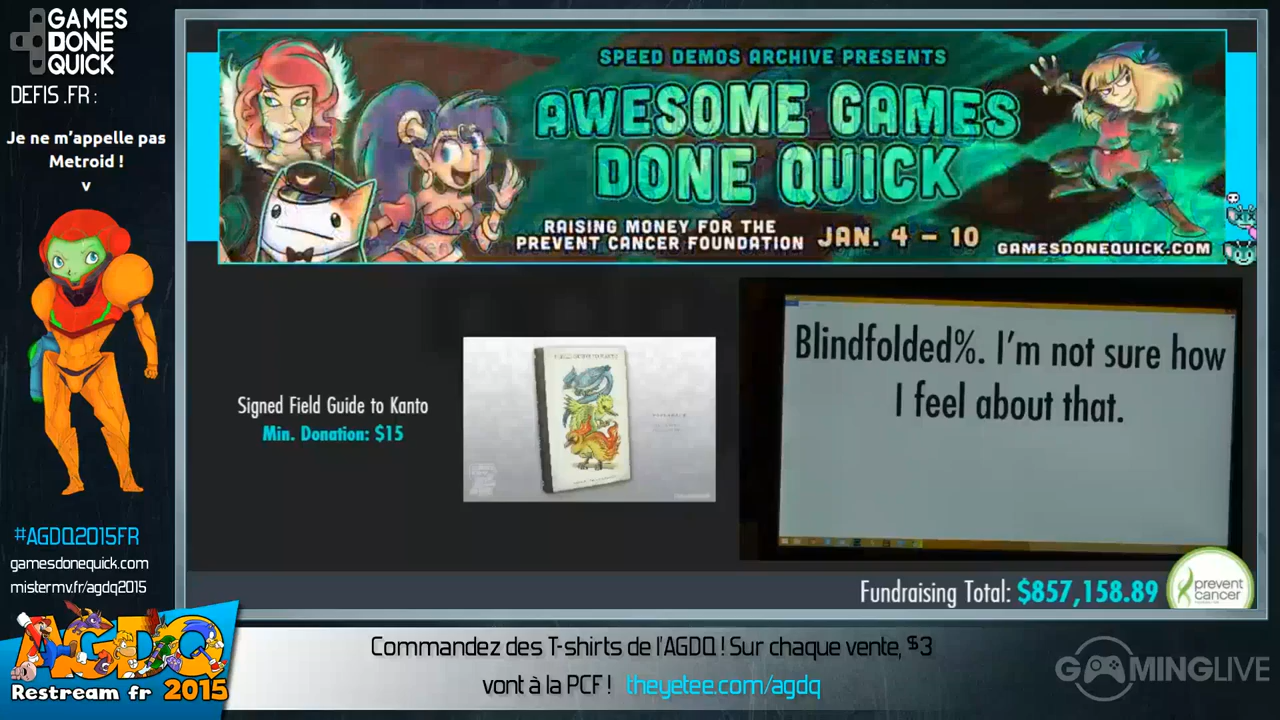 GAMES
DONE
QUICK
DEFIS .FR :
Je ne m'appelle pas
Metroid !
v
#AGDQ2015FR
gamesdonequick.com
mistermv.fr/agdq2015
AGDQ
Restream fr 2015
SPEED DEMOS ARCHIVE PRESENTS
AWESOME GAMES
DONE QUICK
RAISING MONEY FOR THE
PREVENT CANCER FOUNDATION
JAN. 4 – 10
GAMESDONEQUICK.COM
Signed Field Guide to Kanto
Min. Donation: $15
Blindfolded%. I'm not sure how
I feel about that.
Fundraising Total: $857,158.89
prevent
cancer
Commandez des T-shirts de l'AGDQ ! Sur chaque vente, $3
vont à la PCF ! theyetee.com/agdq
GAMINGLIVE